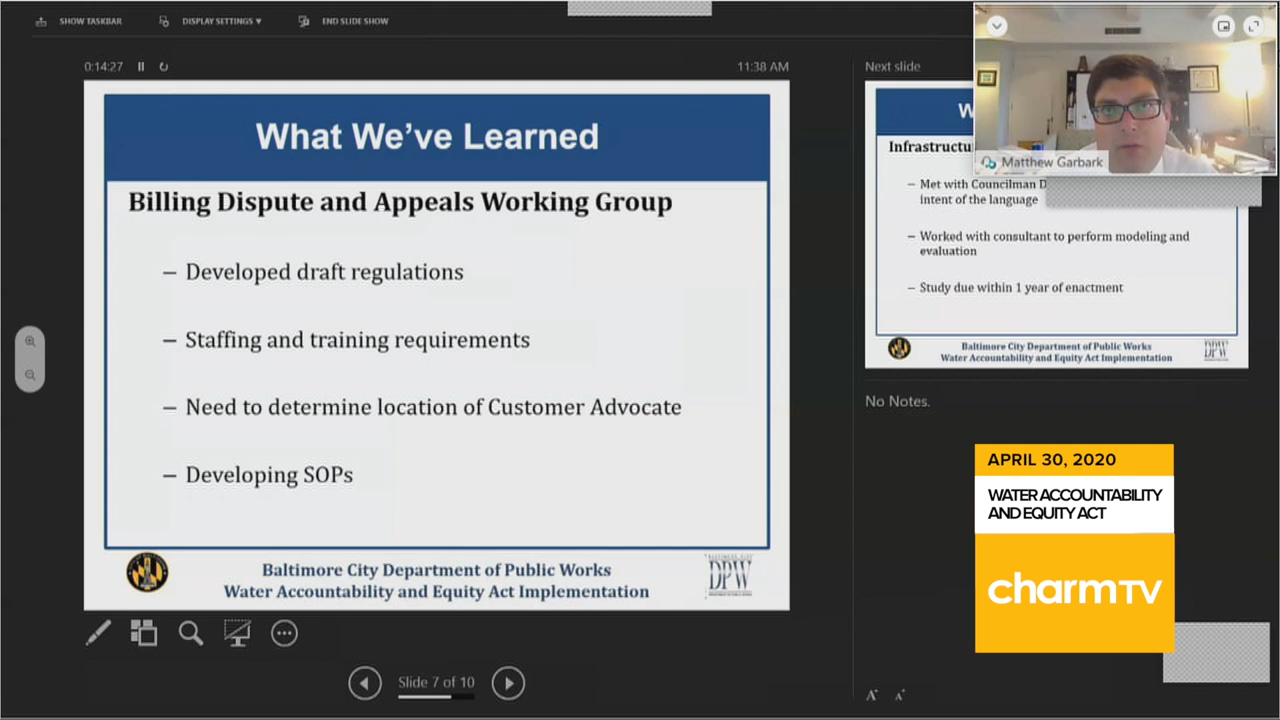 SHOW TASKBAR
DISPLAY SETTINGS ▼
END SLIDE SHOW
0:14:27
11:38 AM
What We've Learned
Billing Dispute and Appeals Working Group
– Developed draft regulations
– Staffing and training requirements
– Need to determine location of Customer Advocate
– Developing SOPs
Baltimore City Department of Public Works
Water Accountability and Equity Act Implementation
DPW
Slide 7 of 10
Next slide
W
Infrastructu
– Met with Councilman D
intent of the language
– Worked with consultant to perform modeling and
evaluation
– Study due within 1 year of enactment
Baltimore City Department of Public Works
Water Accountability and Equity Act Implementation
DPW
Matthew Garbark
No Notes.
APRIL 30, 2020
WATER ACCOUNTABILITY
AND EQUITY ACT
charmTV
A A